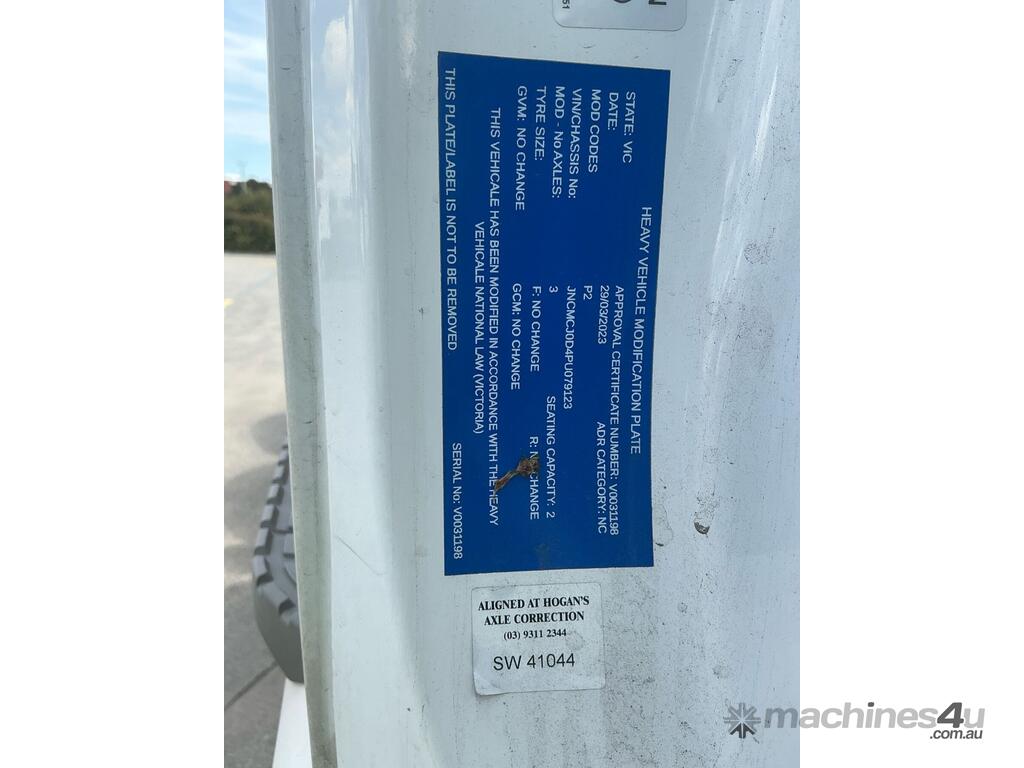 51
HEAVY VEHICLE MODIFICATION PLATE
STATE: VIC APPROVAL CERTIFICATE NUMBER: V0031198
DATE: 29/03/2023 ADR CATEGORY: NC
MOD CODES P2
VIN/CHASSIS No: JNCMCJ0D4PU079123
MOD - No AXLES: 3 SEATING CAPACITY: 2
TYRE SIZE: F: NO CHANGE R: NO CHANGE
GVM: NO CHANGE GCM: NO CHANGE
THIS VEHICALE HAS BEEN MODIFIED IN ACCORDANCE WITH THE HEAVY
VEHICALE NATIONAL LAW (VICTORIA)
THIS PLATE/LABEL IS NOT TO BE REMOVED SERIAL No: V0031198
ALIGNED AT HOGAN'S
AXLE CORRECTION
(03) 9311 2344
SW 41044
machines4u
.com.au